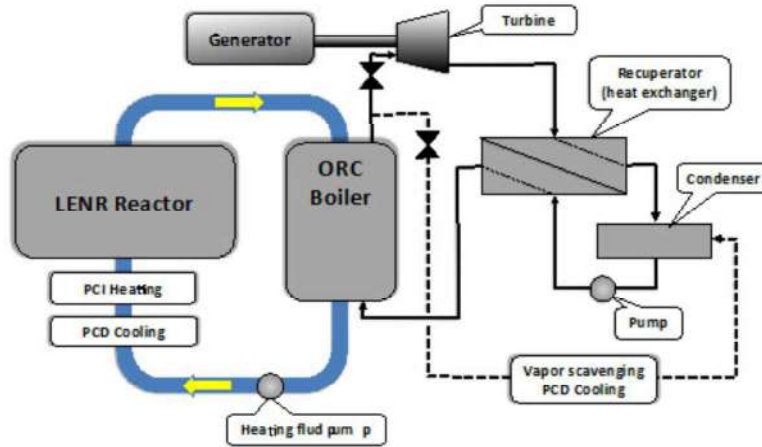 Generator
Turbine
Recuperator
(heat exchanger)
LENR Reactor
ORC
Boiler
Condenser
PCI Heating
PCD Cooling
Pump
Vapor scavenging
PCD Cooling
Heating flud pum p